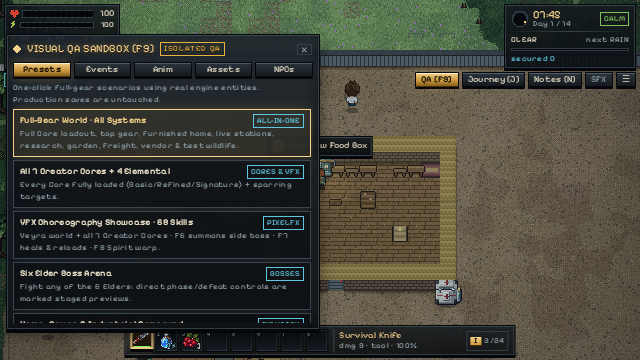 100
100
VISUAL QA SANDBOX (F9) ISOLATED QA ×
Presets Events Anim Assets NPCs
One-click Full-gear scenarios using real engine entities.
Production saves are untouched.
Full-Gear World · All Systems ALL-IN-ONE
Full Core loadout, top gear, furnished home, live stations,
research, garden, freight, vendor & test wildlife.
All 7 Creator Cores + 4 Elemental CORES & VFX
Every Core fully loaded (Basic/Refined/Signature) + sparring
targets.
VFX Choreography Showcase · 68 Skills PIXELFX
Veyra world + all 7 Creator Cores · F6 summons side boss · F7
heals & reloads · F8 Spirit warp.
Six Elder Boss Arena BOSSES
Fight any of the 6 Elders: direct phase/defeat controls are
marked staged previews.
07:45
Day 1 / 14
CALM
CLEAR next RAIN
secured 0
QA (F9) Journey (J) Notes (N) SFX ☰
w Food Box
Survival Knife
dmg 9 · tool · 100%
3/24